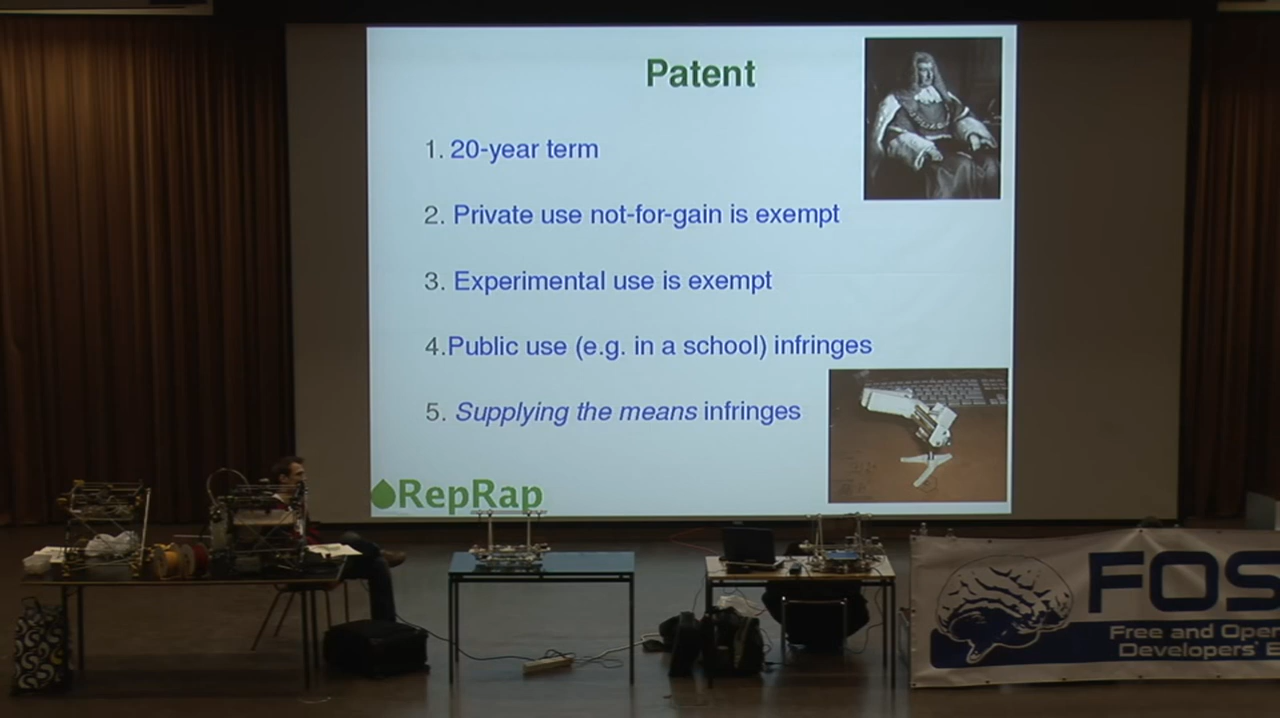 Patent
1. 20-year term
2. Private use not-for-gain is exempt
3. Experimental use is exempt
4.Public use (e.g. in a school) infringes
5. Supplying the means infringes
RepRap
FOS
Free and Open
Developers' E